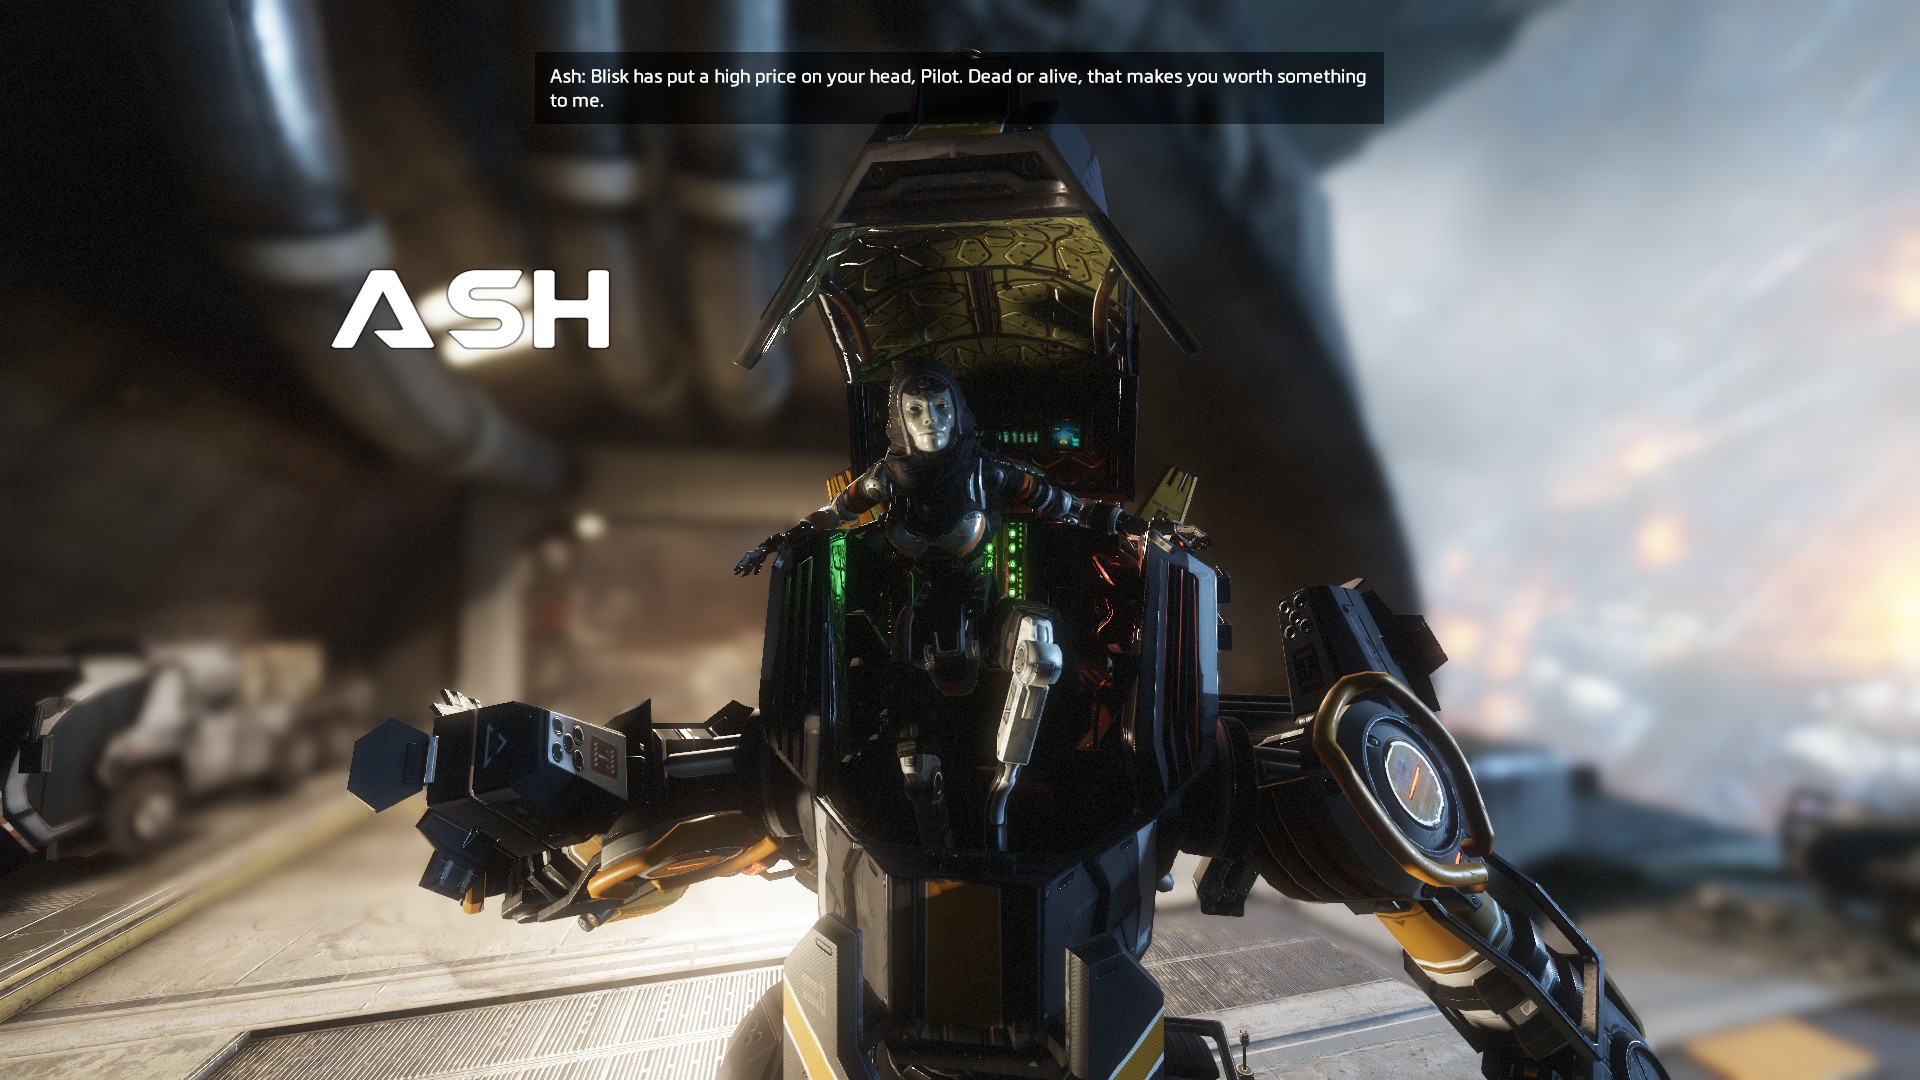 Ash: Blisk has put a high price on your head, Pilot. Dead or alive, that makes you worth something
to me.
ASH